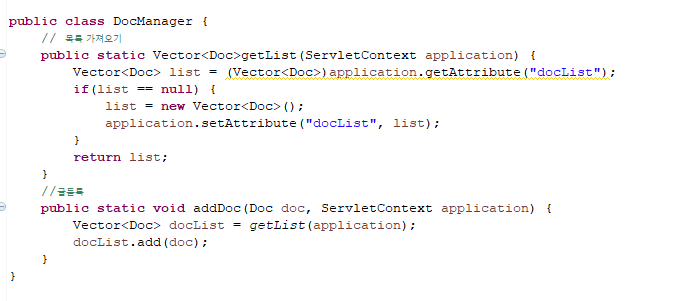 public class DocManager {
// 목록 가져오기
public static Vector<Doc>getList(ServletContext application) {
Vector<Doc> list = (Vector<Doc>)application.getAttribute("docList");
if(list == null) {
list = new Vector<Doc>();
application.setAttribute("docList", list);
}
return list;
}
//글등록
public static void addDoc(Doc doc, ServletContext application) {
Vector<Doc> docList = getList(application);
docList.add(doc);
}
}